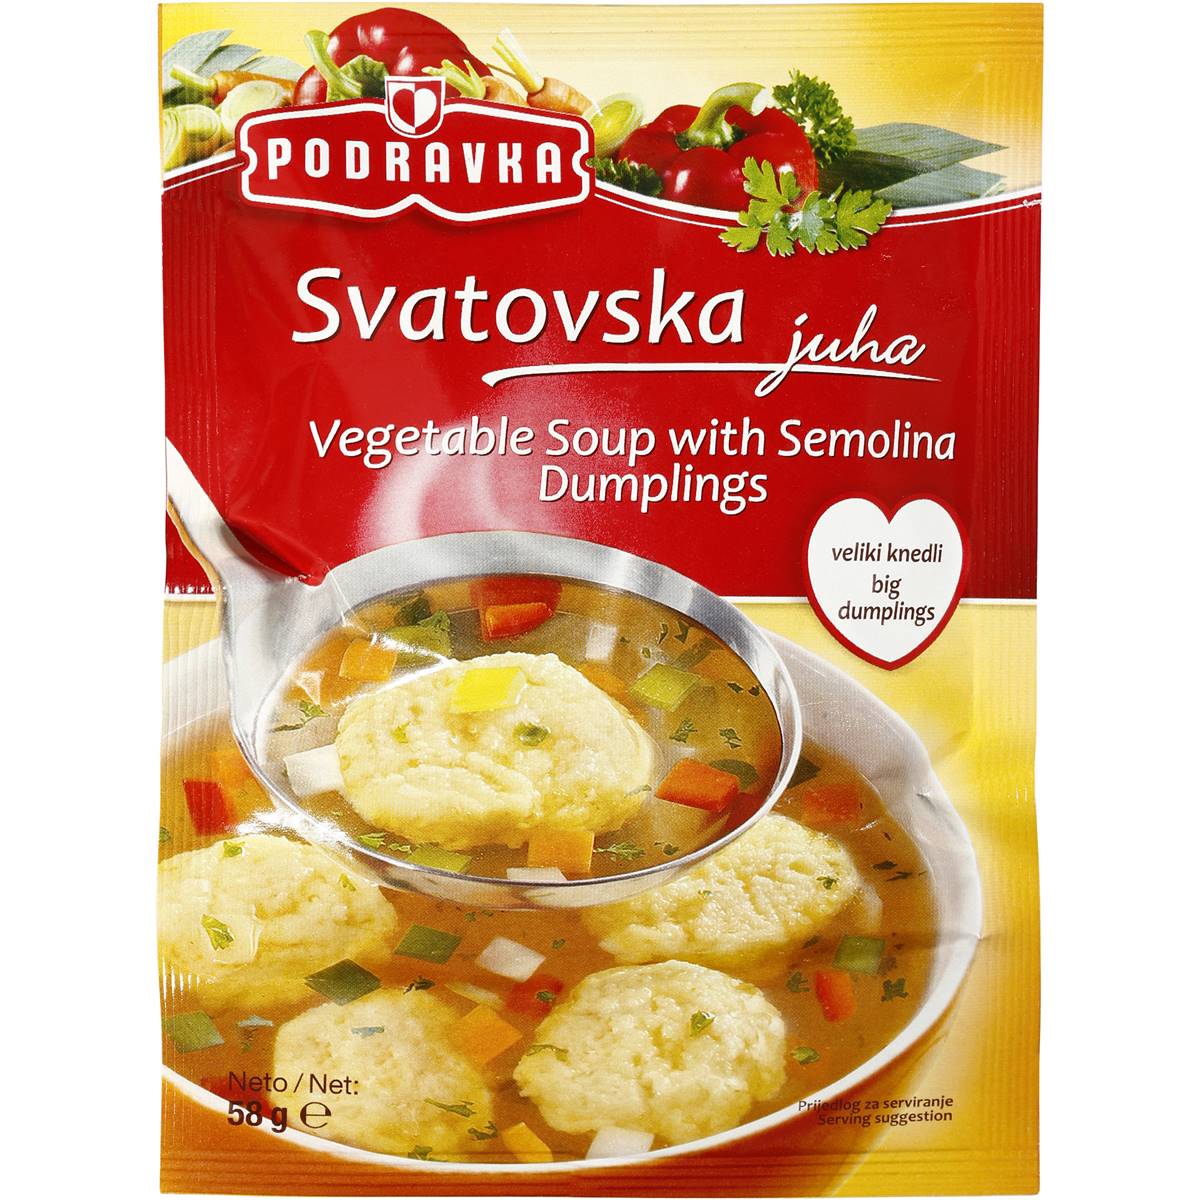 PODRAVKA
Svatovska juha
Vegetable Soup with Semolina
Dumplings
veliki knedli
big
dumplings
Neto / Net:
58 g ℮
Prijedlog za serviranje
Serving suggestion